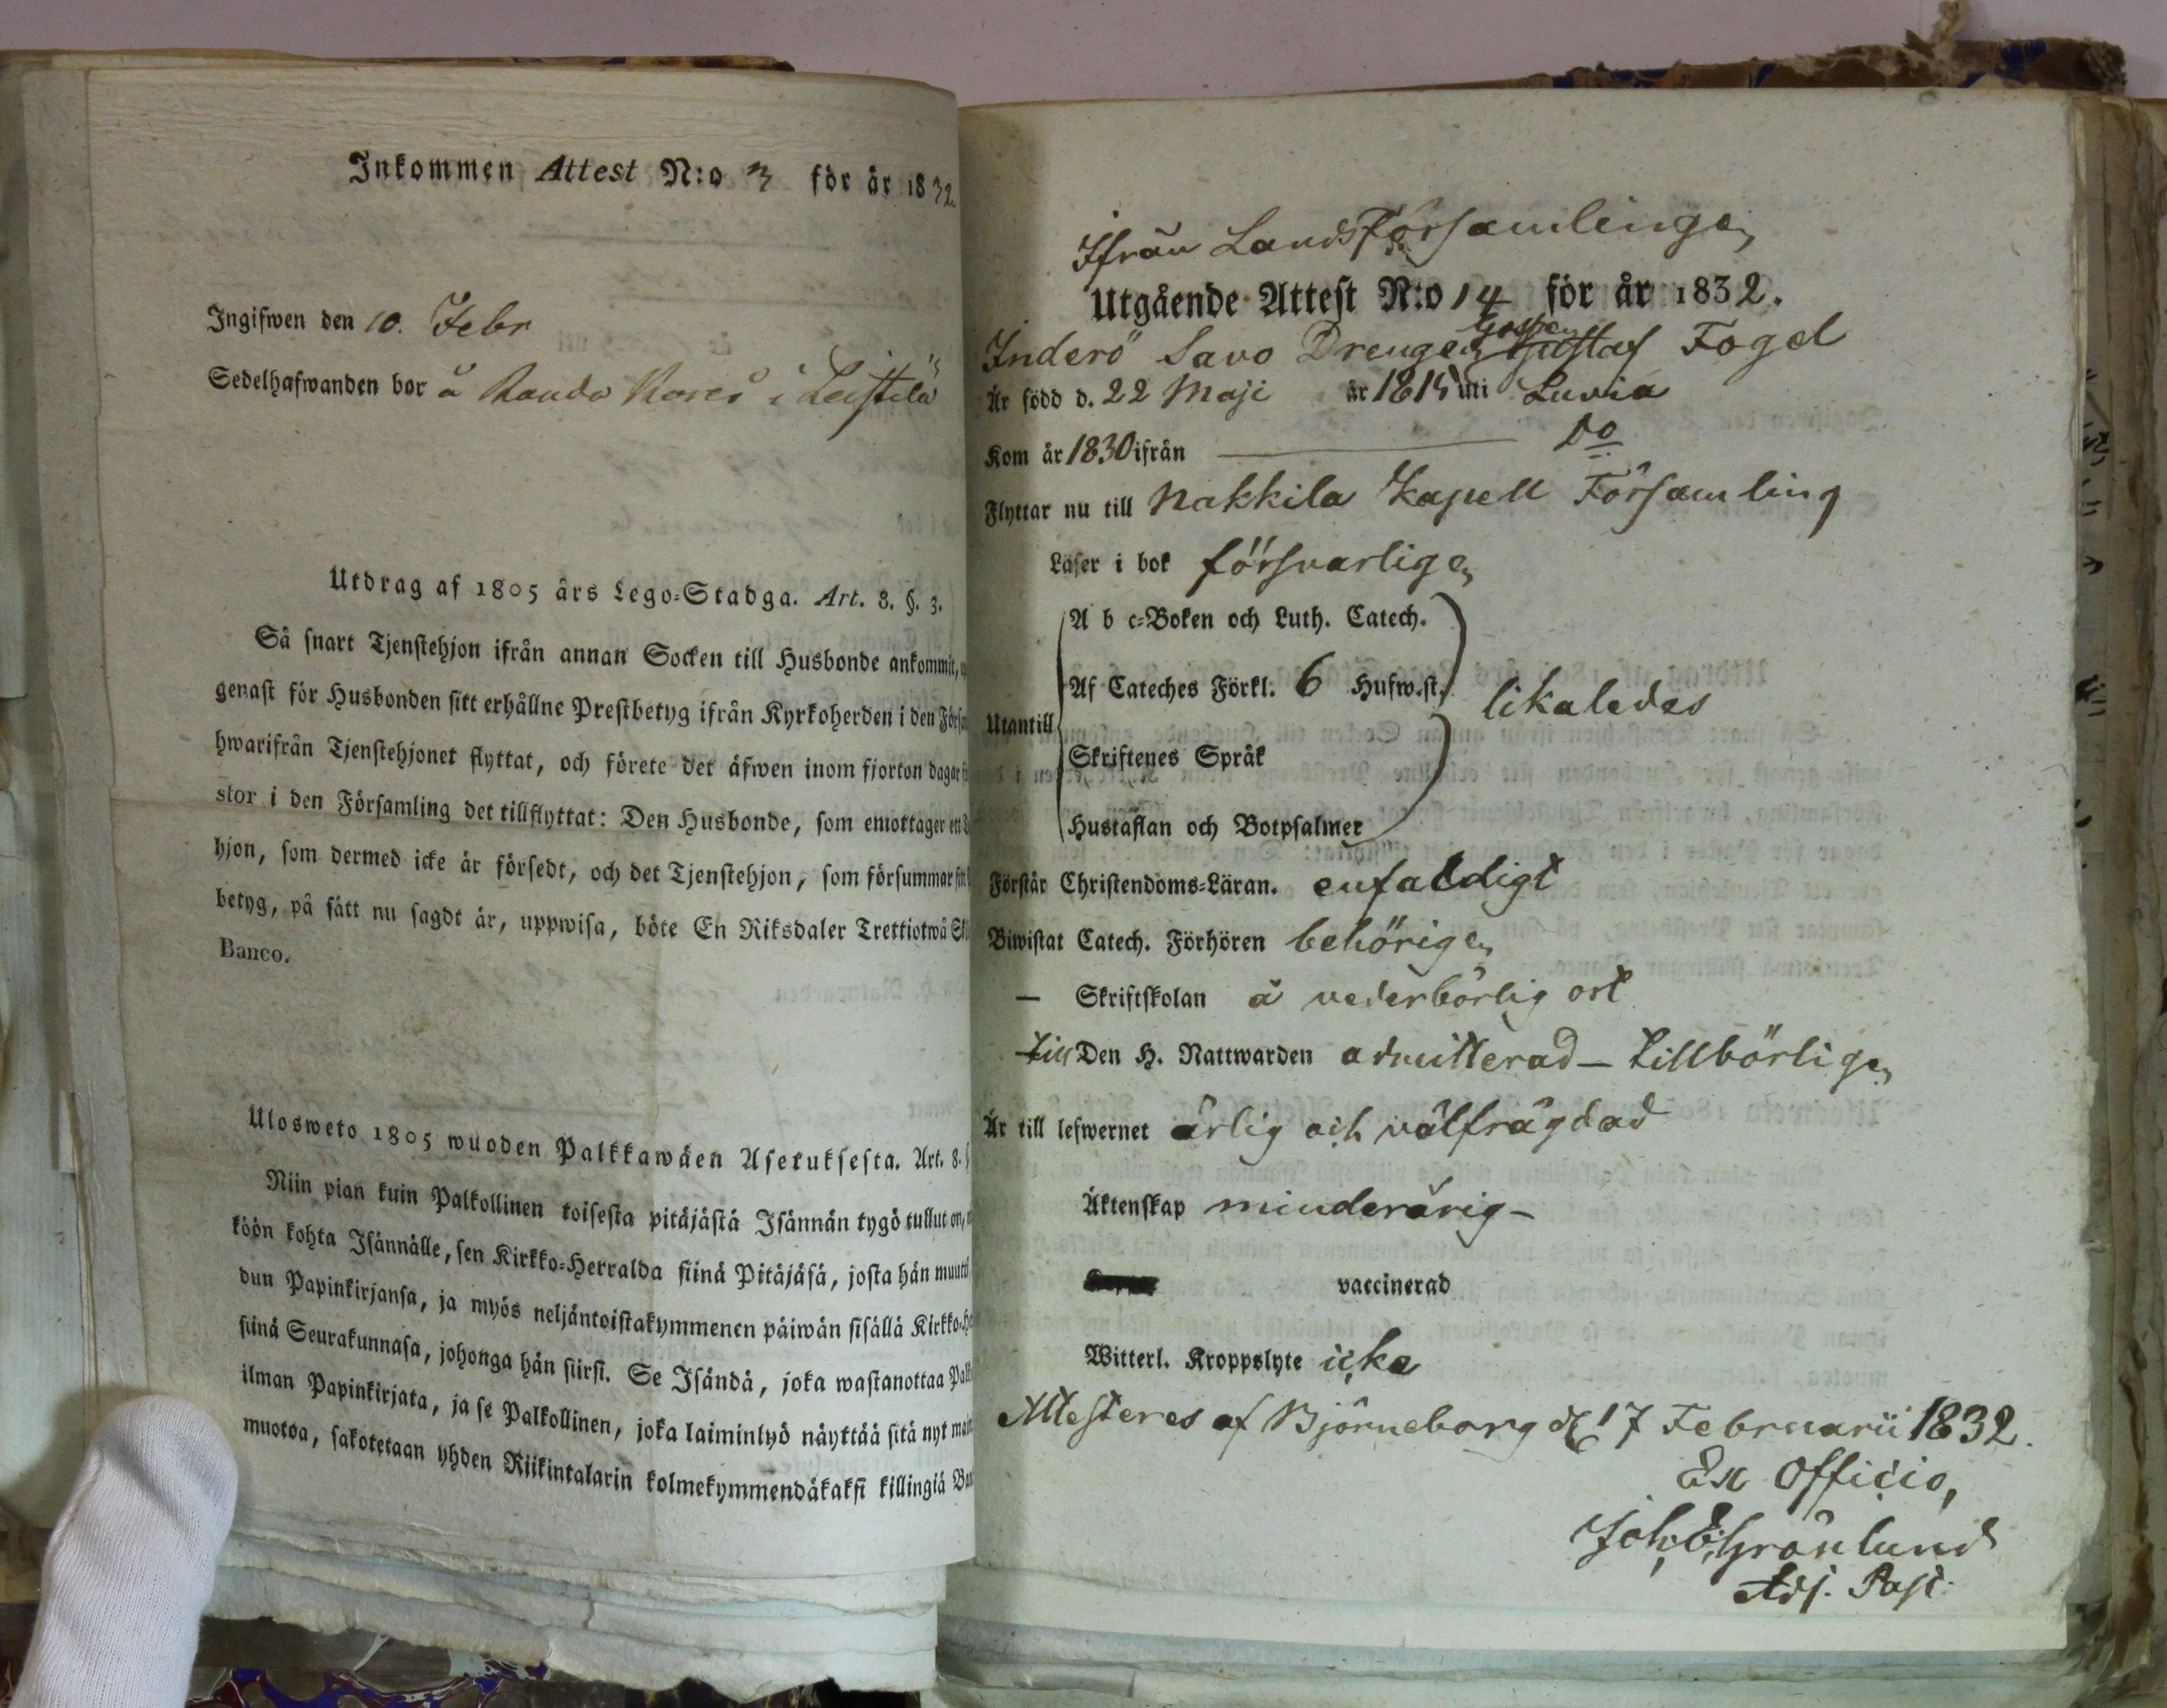 Inkommen Attest N:o 3 för år 1832.
Ingifwen den 10. Febr
Sedelhafwanden bor å Kares i Leistilä
Utdrag af 1805 års Lego-Stadga. Art. 8. §. 3.
Så snart Tjenstehjon ifrån annan Socken till Husbonde ankommit,
genast för Husbonden sitt erhållne Prestbetyg ifrån Kyrkoherden i den
hwarifrån Tjenstehjonet flyttat, och förete det äfwen inom fjorton dagar
stor i den Församling det tillflyttat: Den Husbonde, som emottager ett
hjon, som dermed icke är försedt, och det Tjenstehjon, som försummar
betyg, på sätt nu sagdt är, uppwisa, böte En Riksdaler Trettiotwå
Banco.
Ulosweto 1805 wuoden Palkkawäen Asetuksesta. Art. 8.
Niin pian kuin Palkollinen toisesta pitäjästä Isännän tygö tullut on,
köön kohta Isännälle, sen Kirkko-Herralda siinä Pitäjäsä, josta hän
dun Papinkirjansa, ja myös neljäntoistakymmenen päiwän sisällä
siinä Seurakunnasa, johonga hän siirsi. Se Isändä, joka wastanottaa
ilman Papinkirjata, ja se Palkollinen, joka laiminlyö näyttää sitä nyt
muotoa, sakotetaan yhden Riikintalarin kolmekymmendäkaksi killingiä
Ifrån Landsförsamlingen
Utgående Attest N:o 14 för år 1832.
Gossen
Inderö Savo Drengen Gustaf Fogel
Är född d. 22 Maji år 1815 uti Luvia
Kom år 1830 ifrån — Do
Flyttar nu till Nakkila Kapell Församling
Läser i bok försvarligen
A b c-Boken och Luth. Catech.
Af Cateches Förkl. 6 Hufw.st.
likaledes
Utantill
Skriftenes Språk
Hustaflan och Botpsalmer
Förstår Christendoms-Läran. enfaldigt
Biwistat Catech. Förhören behörigen
— Skriftskolan å vederbörlig ort
till Den H. Nattwarden admitterad – tillbörligen
Är till lefwernet ärlig och välfrägdad
Äktenskap minderårig –
vaccinerad
Witterl. Kroppslyte icke
Attesteras af Björneborg d. 17 Februarii 1832.
Ex Officio,
Joh. E. Grönlund
Adj. Past.